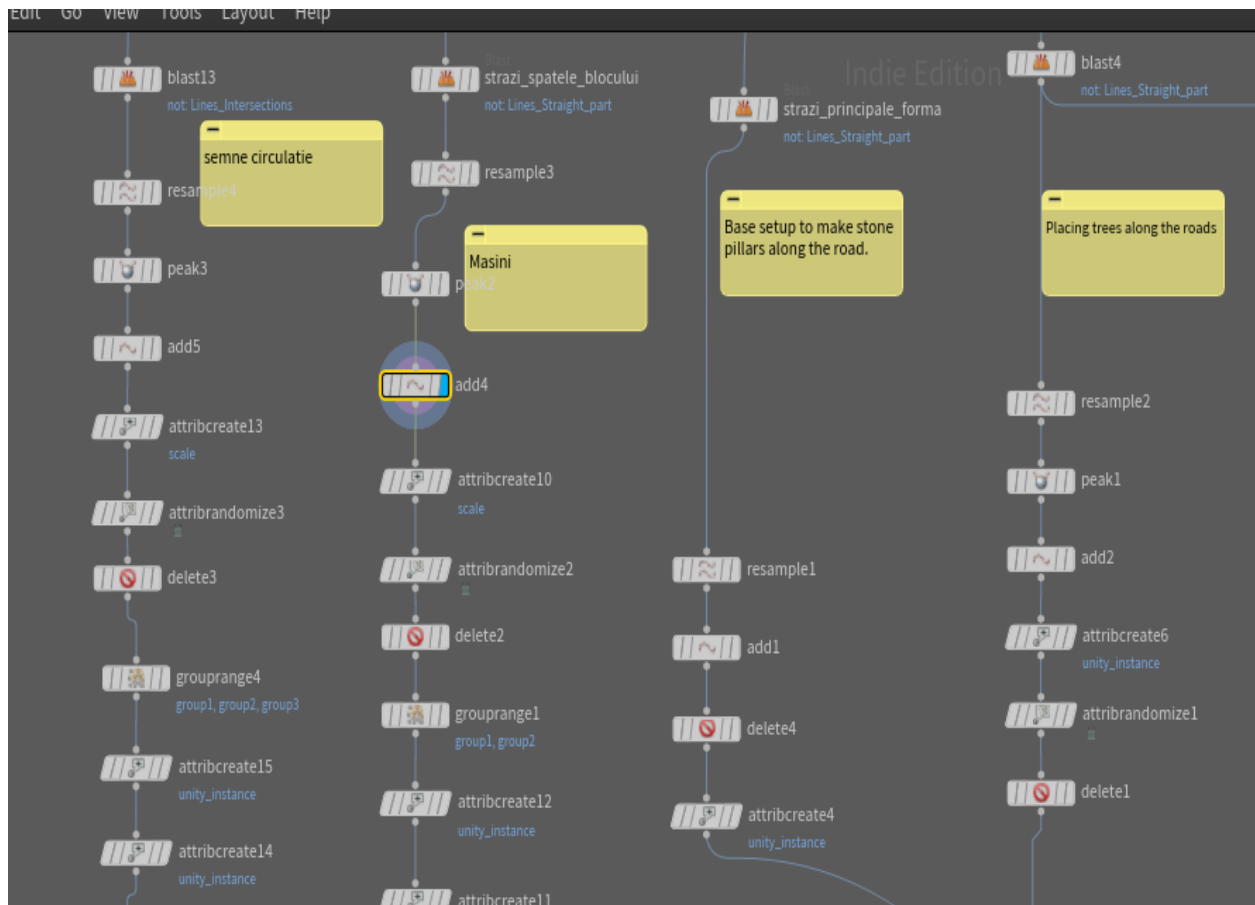 Edit Go View Tools Layout Help
Indie Edition
blast13
not: Lines_Intersections
semne circulatie
resample4
peak3
add5
attribcreate13
scale
attribrandomize3
delete3
grouprange4
group1, group2, group3
attribcreate15
unity_instance
attribcreate14
unity_instance
Blast
strazi_spatele_blocului
not: Lines_Straight_part
resample3
Masini
peak2
add4
attribcreate10
scale
attribrandomize2
delete2
grouprange1
group1, group2
attribcreate12
unity_instance
attribcreate11
Blast
strazi_principale_forma
not: Lines_Straight_part
Base setup to make stone
pillars along the road.
resample1
add1
delete4
attribcreate4
unity_instance
blast4
not: Lines_Straight_part
Placing trees along the roads
resample2
peak1
add2
attribcreate6
unity_instance
attribrandomize1
delete1